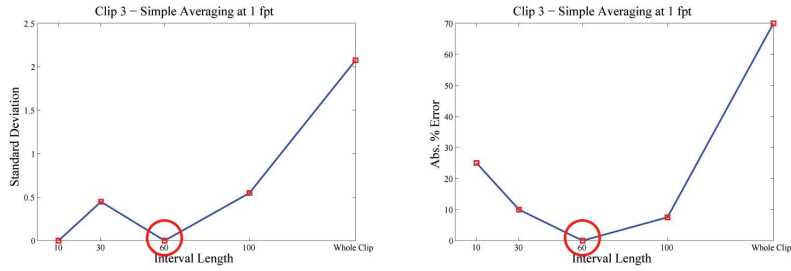 Clip 3 − Simple Averaging at 1 fpt
Standard Deviation
2.5
2
1.5
1
0.5
0
10 30 60 100 Whole Clip
Interval Length
Clip 3 − Simple Averaging at 1 fpt
Abs. % Error
70
60
50
40
30
20
10
0
10 30 60 100 Whole Clip
Interval Length